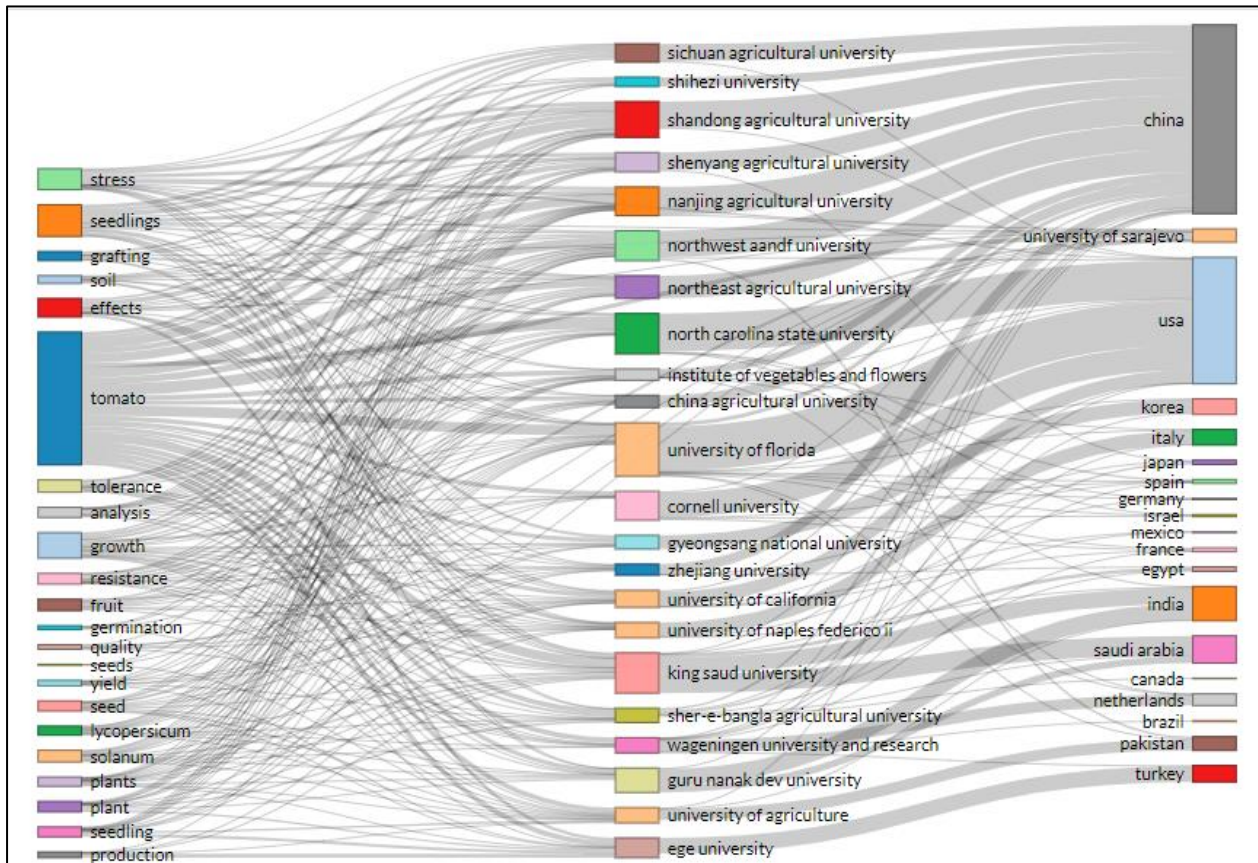 stress
seedlings
grafting
soil
effects
tomato
tolerance
analysis
growth
resistance
fruit
germination
quality
seeds
yield
seed
lycopersicum
solanum
plants
plant
seedling
production
sichuan agricultural university
shihezi university
shandong agricultural university
shenyang agricultural university
nanjing agricultural university
northwest aandf university
northeast agricultural university
north carolina state university
institute of vegetables and flowers
china agricultural university
university of florida
cornell university
gyeongsang national university
zhejiang university
university of california
university of naples federico ii
king saud university
sher-e-bangla agricultural university
wageningen university and research
guru nanak dev university
university of agriculture
ege university
china
university of sarajevo
usa
korea
italy
japan
spain
germany
israel
mexico
france
egypt
india
saudi arabia
canada
netherlands
brazil
pakistan
turkey